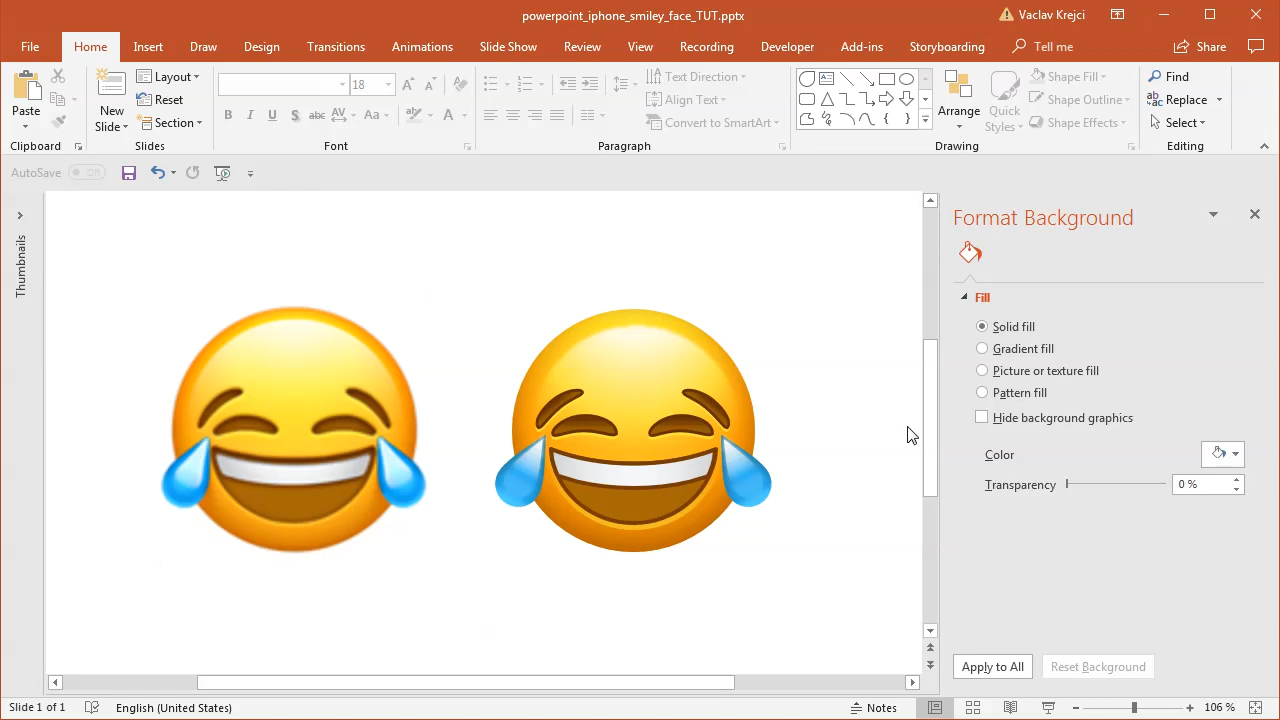 powerpoint_iphone_smiley_face_TUT.pptx
Vaclav Krejci
File Home Insert Draw Design Transitions Animations Slide Show Review View Recording Developer Add-ins Storyboarding Tell me Share
Paste
Clipboard
New Slide
Layout
Reset
Section
Slides
18
B I U S abc AV Aa A
Font
Text Direction
Align Text
Convert to SmartArt
Paragraph
Arrange
Quick Styles
Shape Fill
Shape Outline
Shape Effects
Drawing
Find
Replace
Select
Editing
AutoSave Off
Thumbnails
Format Background
Fill
Solid fill
Gradient fill
Picture or texture fill
Pattern fill
Hide background graphics
Color
Transparency 0 %
Apply to All Reset Background
Slide 1 of 1 English (United States) Notes 106 %